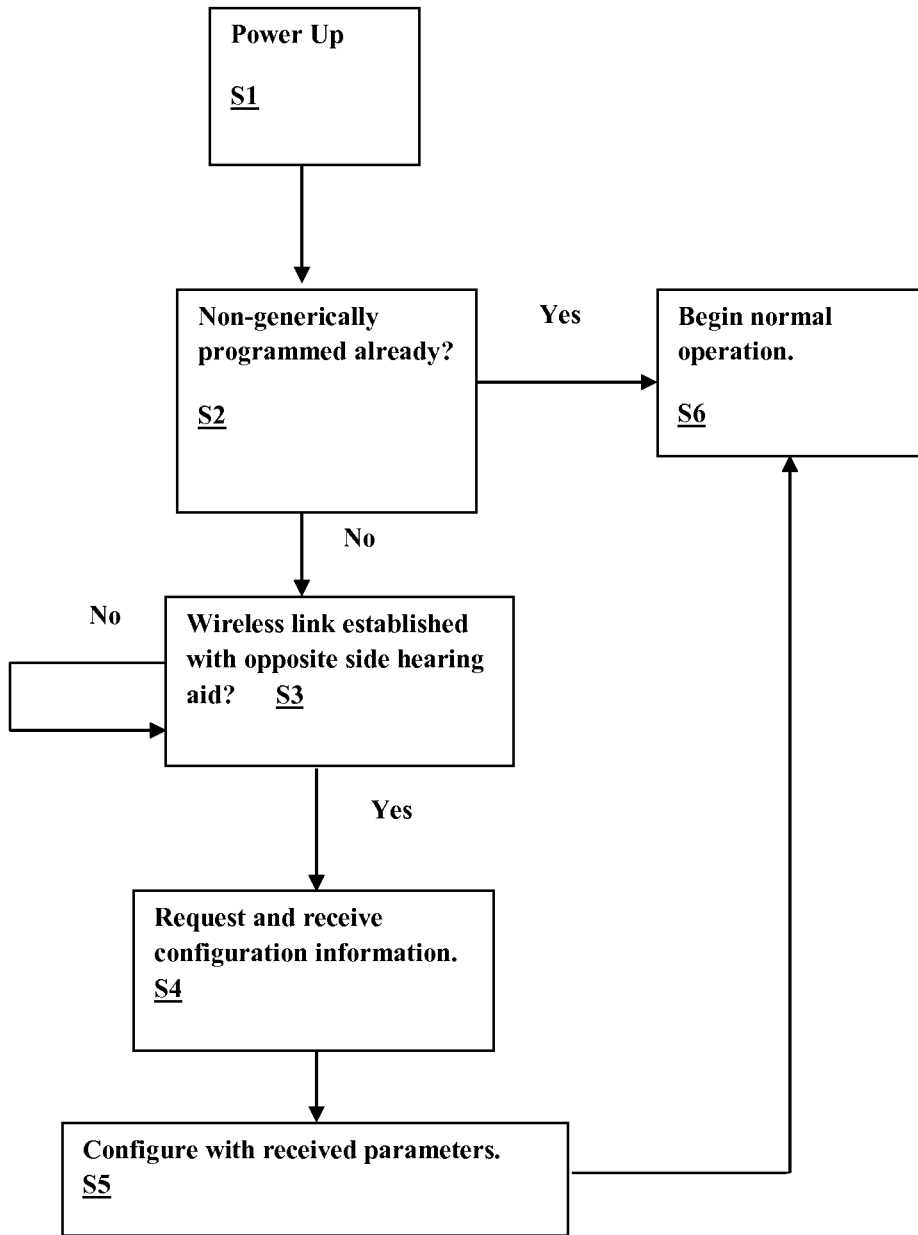 Power Up
S1
Non-generically
programmed already?
S2
Yes
Begin normal
operation.
S6
No
No
Wireless link established
with opposite side hearing
aid? S3
Yes
Request and receive
configuration information.
S4
Configure with received parameters.
S5